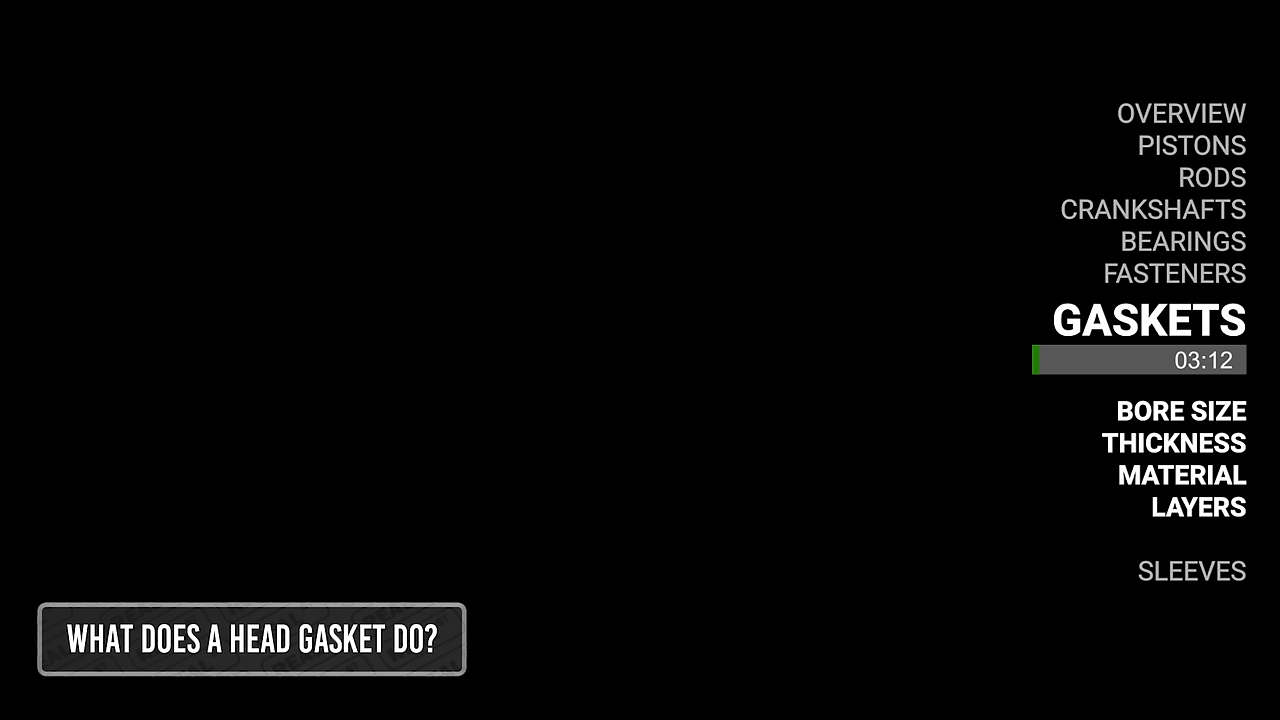 OVERVIEW
PISTONS
RODS
CRANKSHAFTS
BEARINGS
FASTENERS
GASKETS
03:12
BORE SIZE
THICKNESS
MATERIAL
LAYERS
SLEEVES
WHAT DOES A HEAD GASKET DO?